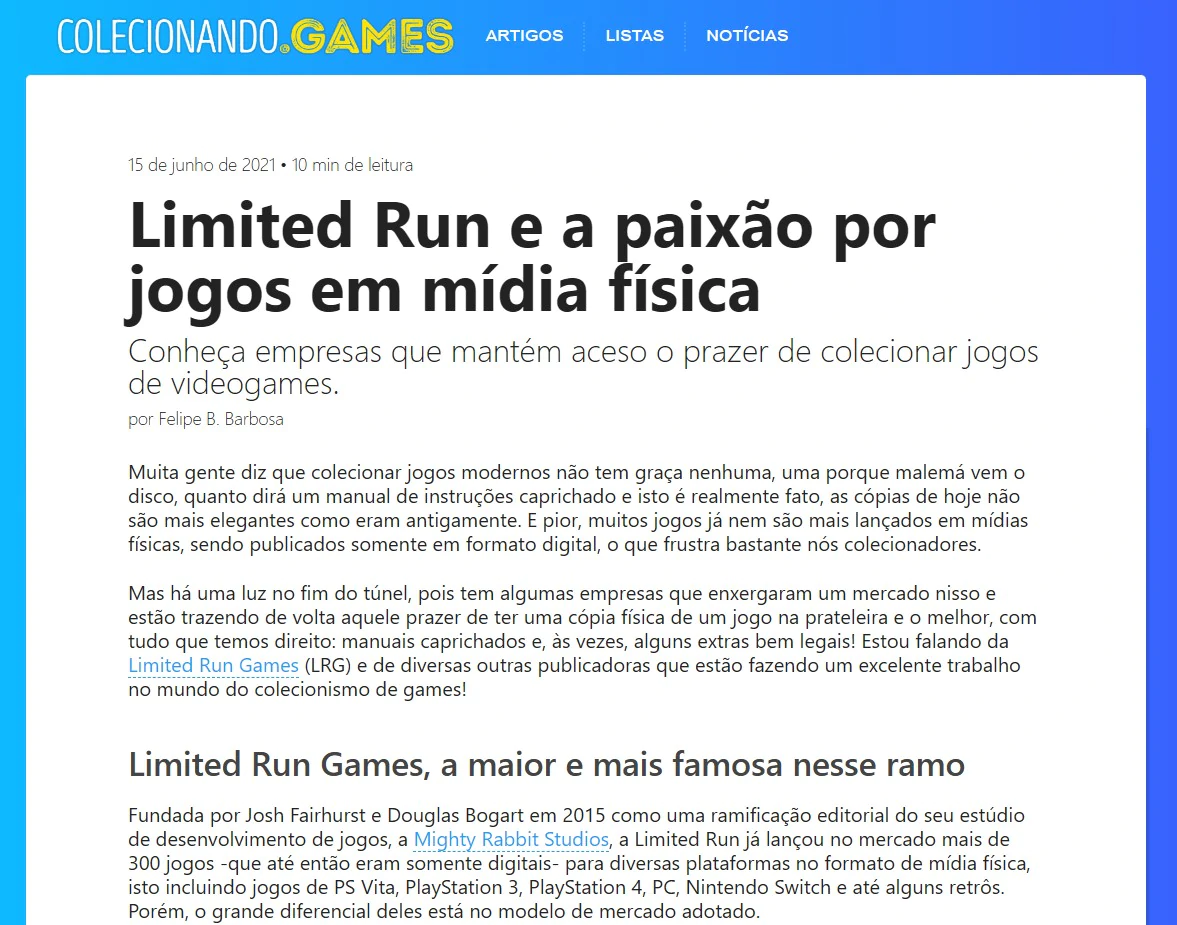 COLECIONANDO.GAMES
ARTIGOS
LISTAS
NOTÍCIAS
15 de junho de 2021 • 10 min de leitura
Limited Run e a paixão por
jogos em mídia física
Conheça empresas que mantém aceso o prazer de colecionar jogos
de videogames.
por Felipe B. Barbosa
Muita gente diz que colecionar jogos modernos não tem graça nenhuma, uma porque malemá vem o
disco, quanto dirá um manual de instruções caprichado e isto é realmente fato, as cópias de hoje não
são mais elegantes como eram antigamente. E pior, muitos jogos já nem são mais lançados em mídias
físicas, sendo publicados somente em formato digital, o que frustra bastante nós colecionadores.
Mas há uma luz no fim do túnel, pois tem algumas empresas que enxergaram um mercado nisso e
estão trazendo de volta aquele prazer de ter uma cópia física de um jogo na prateleira e o melhor, com
tudo que temos direito: manuais caprichados e, às vezes, alguns extras bem legais! Estou falando da
Limited Run Games (LRG) e de diversas outras publicadoras que estão fazendo um excelente trabalho
no mundo do colecionismo de games!
Limited Run Games, a maior e mais famosa nesse ramo
Fundada por Josh Fairhurst e Douglas Bogart em 2015 como uma ramificação editorial do seu estúdio
de desenvolvimento de jogos, a Mighty Rabbit Studios, a Limited Run já lançou no mercado mais de
300 jogos -que até então eram somente digitais- para diversas plataformas no formato de mídia física,
isto incluindo jogos de PS Vita, PlayStation 3, PlayStation 4, PC, Nintendo Switch e até alguns retrôs.
Porém, o grande diferencial deles está no modelo de mercado adotado.